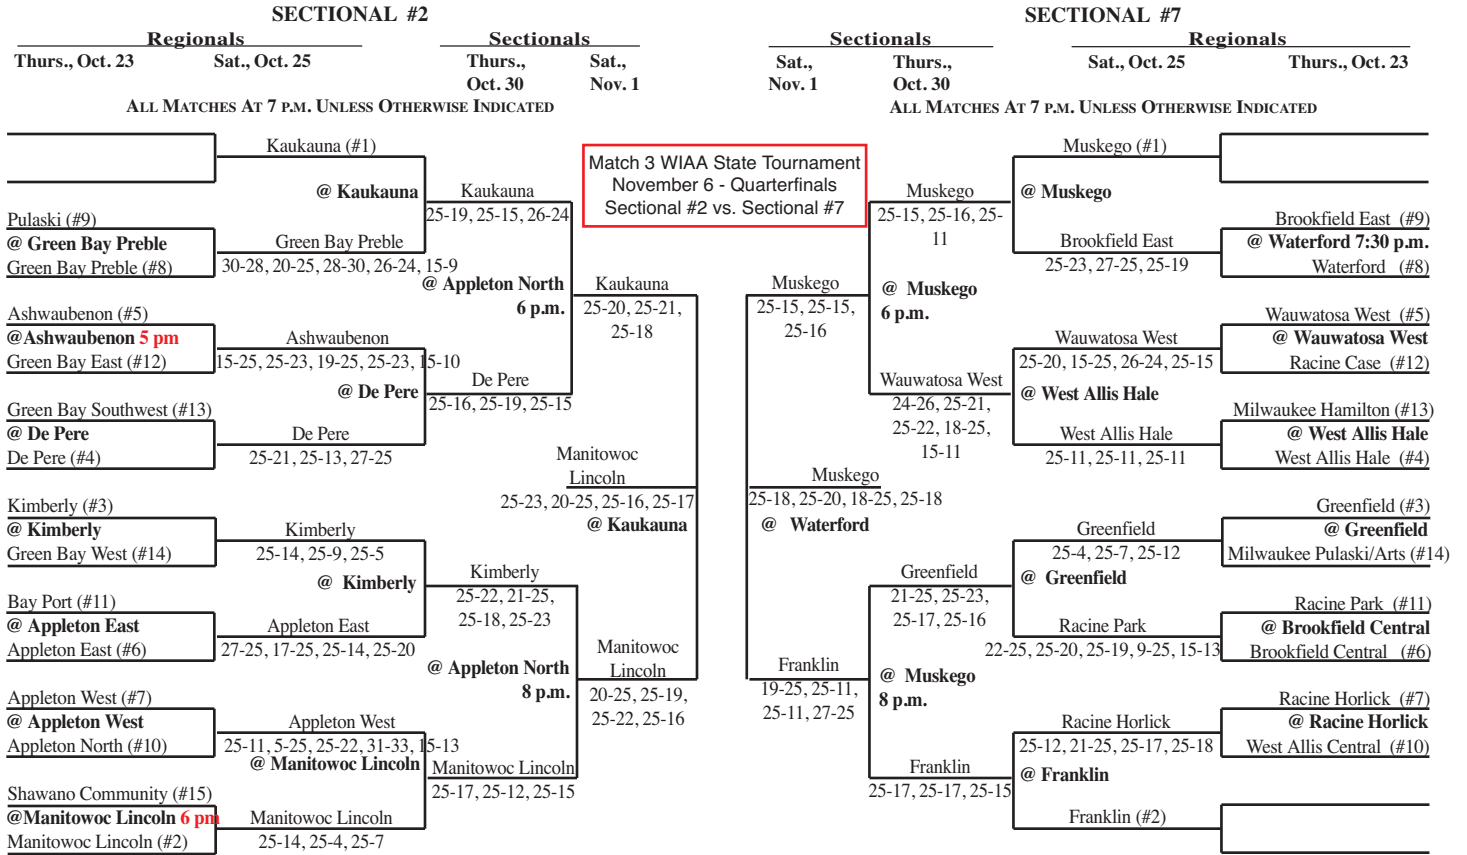 SECTIONAL #2
Regionals
Sectionals
Thurs., Oct. 23
Sat., Oct. 25
Thurs.,
Oct. 30
Sat.,
Nov. 1
ALL MATCHES AT 7 P.M. UNLESS OTHERWISE INDICATED
Kaukauna (#1)
@ Kaukauna
Pulaski (#9)
@ Green Bay Preble
Green Bay Preble (#8)
Green Bay Preble
30-28, 20-25, 28-30, 26-24, 15-9
Kaukauna
25-19, 25-15, 26-24
@ Appleton North
6 p.m.
Ashwaubenon (#5)
@Ashwaubenon 5 pm
Green Bay East (#12)
Ashwaubenon
15-25, 25-23, 19-25, 25-23, 15-10
@ De Pere
Green Bay Southwest (#13)
@ De Pere
De Pere (#4)
De Pere
25-21, 25-13, 27-25
De Pere
25-16, 25-19, 25-15
Kaukauna
25-20, 25-21,
25-18
Manitowoc
Lincoln
25-23, 20-25, 25-16, 25-17
@ Kaukauna
Kimberly (#3)
@ Kimberly
Green Bay West (#14)
Kimberly
25-14, 25-9, 25-5
@ Kimberly
Bay Port (#11)
@ Appleton East
Appleton East (#6)
Appleton East
27-25, 17-25, 25-14, 25-20
Kimberly
25-22, 21-25,
25-18, 25-23
@ Appleton North
8 p.m.
Appleton West (#7)
@ Appleton West
Appleton North (#10)
Appleton West
25-11, 5-25, 25-22, 31-33, 15-13
@ Manitowoc Lincoln
Shawano Community (#15)
@Manitowoc Lincoln 6 pm
Manitowoc Lincoln (#2)
Manitowoc Lincoln
25-14, 25-4, 25-7
Manitowoc Lincoln
25-17, 25-12, 25-15
Manitowoc
Lincoln
20-25, 25-19,
25-22, 25-16
Match 3 WIAA State Tournament
November 6 - Quarterfinals
Sectional #2 vs. Sectional #7
SECTIONAL #7
Sectionals
Regionals
Sat.,
Nov. 1
Thurs.,
Oct. 30
Sat., Oct. 25
Thurs., Oct. 23
ALL MATCHES AT 7 P.M. UNLESS OTHERWISE INDICATED
Muskego (#1)
@ Muskego
Muskego
25-15, 25-16, 25-
11
Brookfield East (#9)
@ Waterford 7:30 p.m.
Waterford (#8)
Brookfield East
25-23, 27-25, 25-19
Muskego
25-15, 25-15,
25-16
@ Muskego
6 p.m.
Wauwatosa West (#5)
@ Wauwatosa West
Racine Case (#12)
Wauwatosa West
25-20, 15-25, 26-24, 25-15
@ West Allis Hale
Wauwatosa West
24-26, 25-21,
25-22, 18-25,
15-11
Milwaukee Hamilton (#13)
@ West Allis Hale
West Allis Hale (#4)
West Allis Hale
25-11, 25-11, 25-11
Muskego
25-18, 25-20, 18-25, 25-18
@ Waterford
Greenfield (#3)
@ Greenfield
Milwaukee Pulaski/Arts (#14)
Greenfield
25-4, 25-7, 25-12
@ Greenfield
Greenfield
21-25, 25-23,
25-17, 25-16
Racine Park (#11)
@ Brookfield Central
Brookfield Central (#6)
Racine Park
22-25, 25-20, 25-19, 9-25, 15-13
Franklin
19-25, 25-11,
25-11, 27-25
@ Muskego
8 p.m.
Racine Horlick (#7)
@ Racine Horlick
West Allis Central (#10)
Racine Horlick
25-12, 21-25, 25-17, 25-18
@ Franklin
Franklin
25-17, 25-17, 25-15
Franklin (#2)